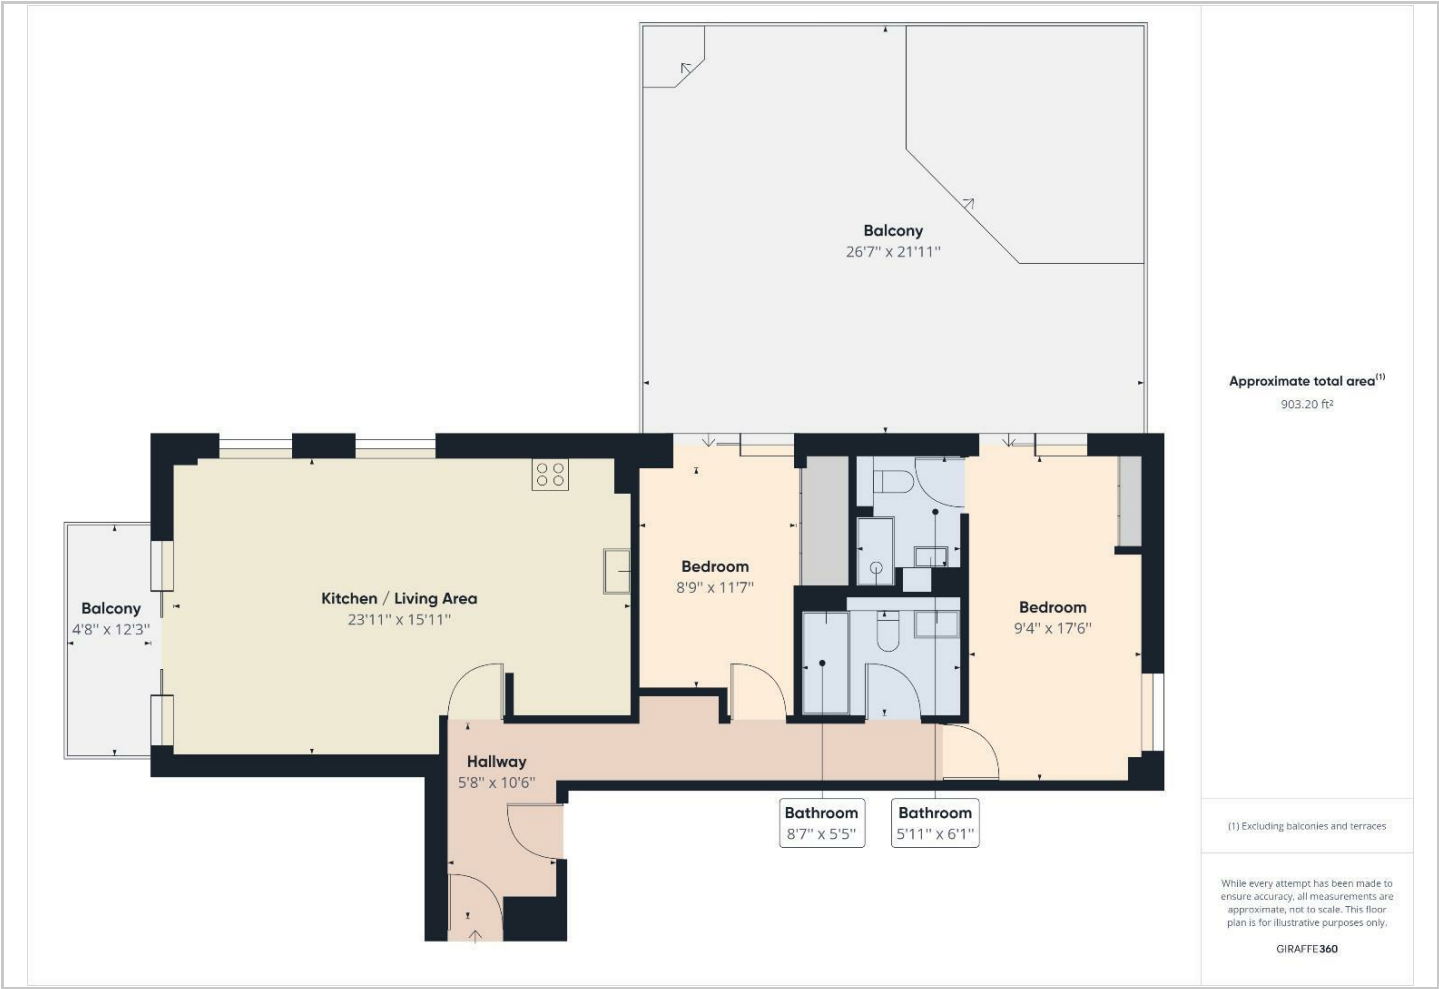 Balcony
26'7" x 21'11"
Approximate total area(1)
903.20 ft²
Bedroom
8'9" x 11'7"
Kitchen / Living Area
23'11" x 15'11"
Balcony
4'8" x 12'3"
Bedroom
9'4" x 17'6"
Hallway
5'8" x 10'6"
Bathroom
8'7" x 5'5"
Bathroom
5'11" x 6'1"
(1) Excluding balconies and terraces
While every attempt has been made to
ensure accuracy, all measurements are
approximate, not to scale. This floor
plan is for illustrative purposes only.
GIRAFFE360